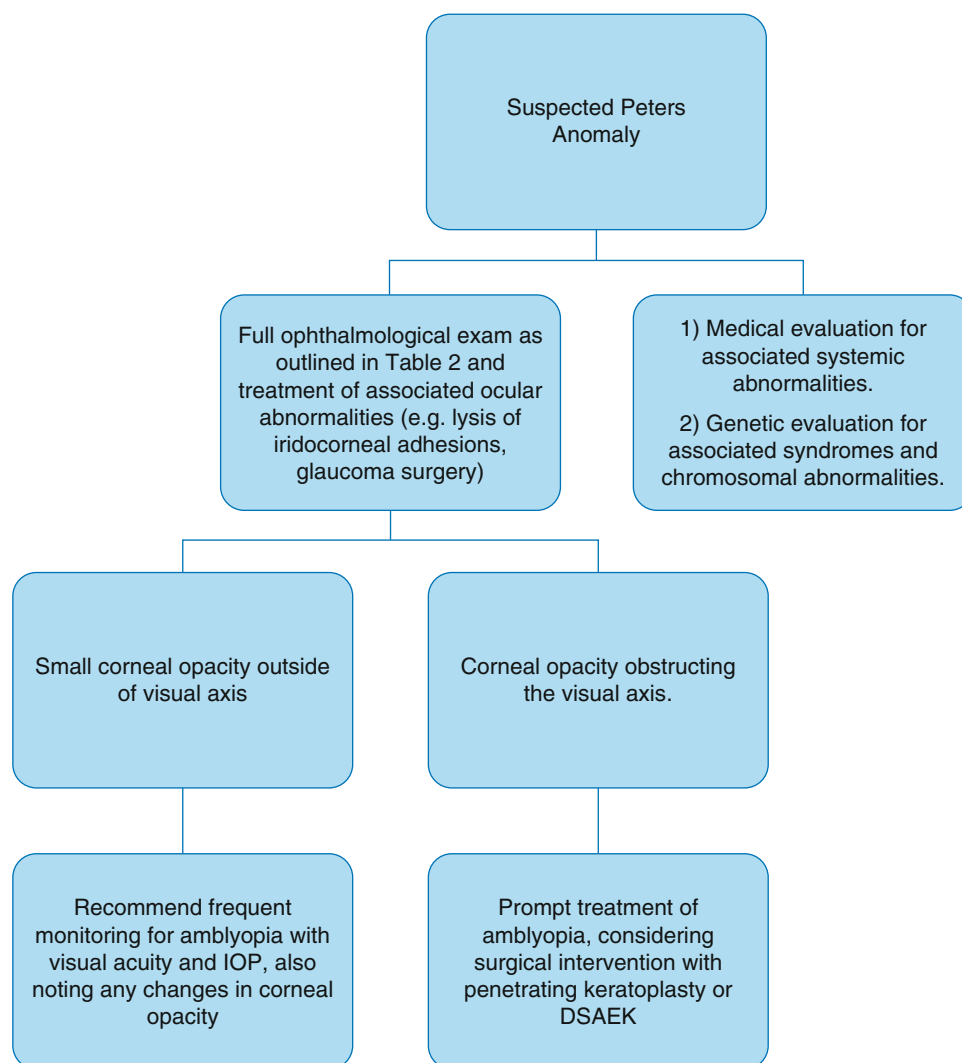 Suspected Peters
Anomaly
Full ophthalmological exam as
outlined in Table 2 and
treatment of associated ocular
abnormalities (e.g. lysis of
iridocorneal adhesions,
glaucoma surgery)
1) Medical evaluation for
associated systemic
abnormalities.
2) Genetic evaluation for
associated syndromes and
chromosomal abnormalities.
Small corneal opacity outside
of visual axis
Corneal opacity obstructing
the visual axis.
Recommend frequent
monitoring for amblyopia with
visual acuity and IOP, also
noting any changes in corneal
opacity
Prompt treatment of
amblyopia, considering
surgical intervention with
penetrating keratoplasty or
DSAEK